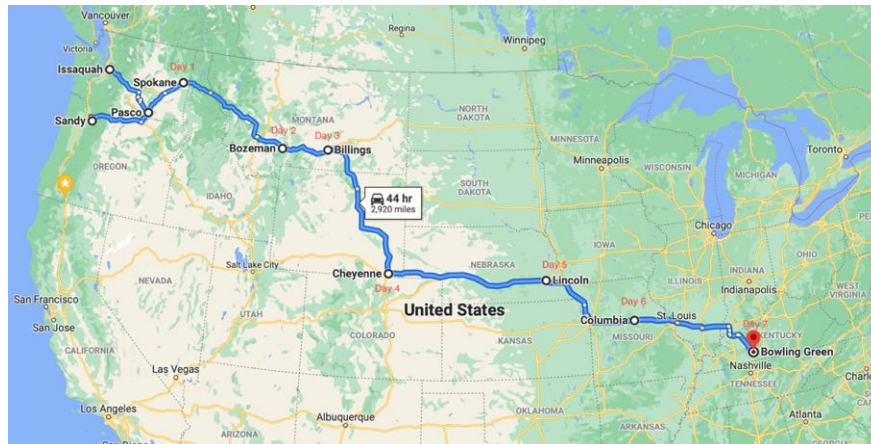 Vancouver
Victoria
Issaquah
Spokane
Day 1
Pasco
Sandy
Regina
Winnipeg
MONTANA
NORTH
DAKOTA
Day 2
Day 3
Bozeman
Billings
OREGON
IDAHO
44 hr
2,920 miles
SOUTH
DAKOTA
MINNESOTA
Minneapolis
WISCONSIN
MICHIGAN
Toronto
Chicago
IOWA
NEBRASKA
Day 5
Lincoln
Cheyenne
Day 4
Salt Lake City
NEVADA
UTAH
COLORADO
United States
San Francisco
San Jose
CALIFORNIA
Las Vegas
Los Angeles
ARIZONA
Albuquerque
OKLAHOMA
ILLINOIS
INDIANA
Indianapolis
OHIO
WEST
VIRGINIA
Day 6
Columbia
St. Louis
MISSOURI
Day 7
KENTUCKY
Bowling Green
Nashville
TENNESSEE
KANSAS
Atlanta